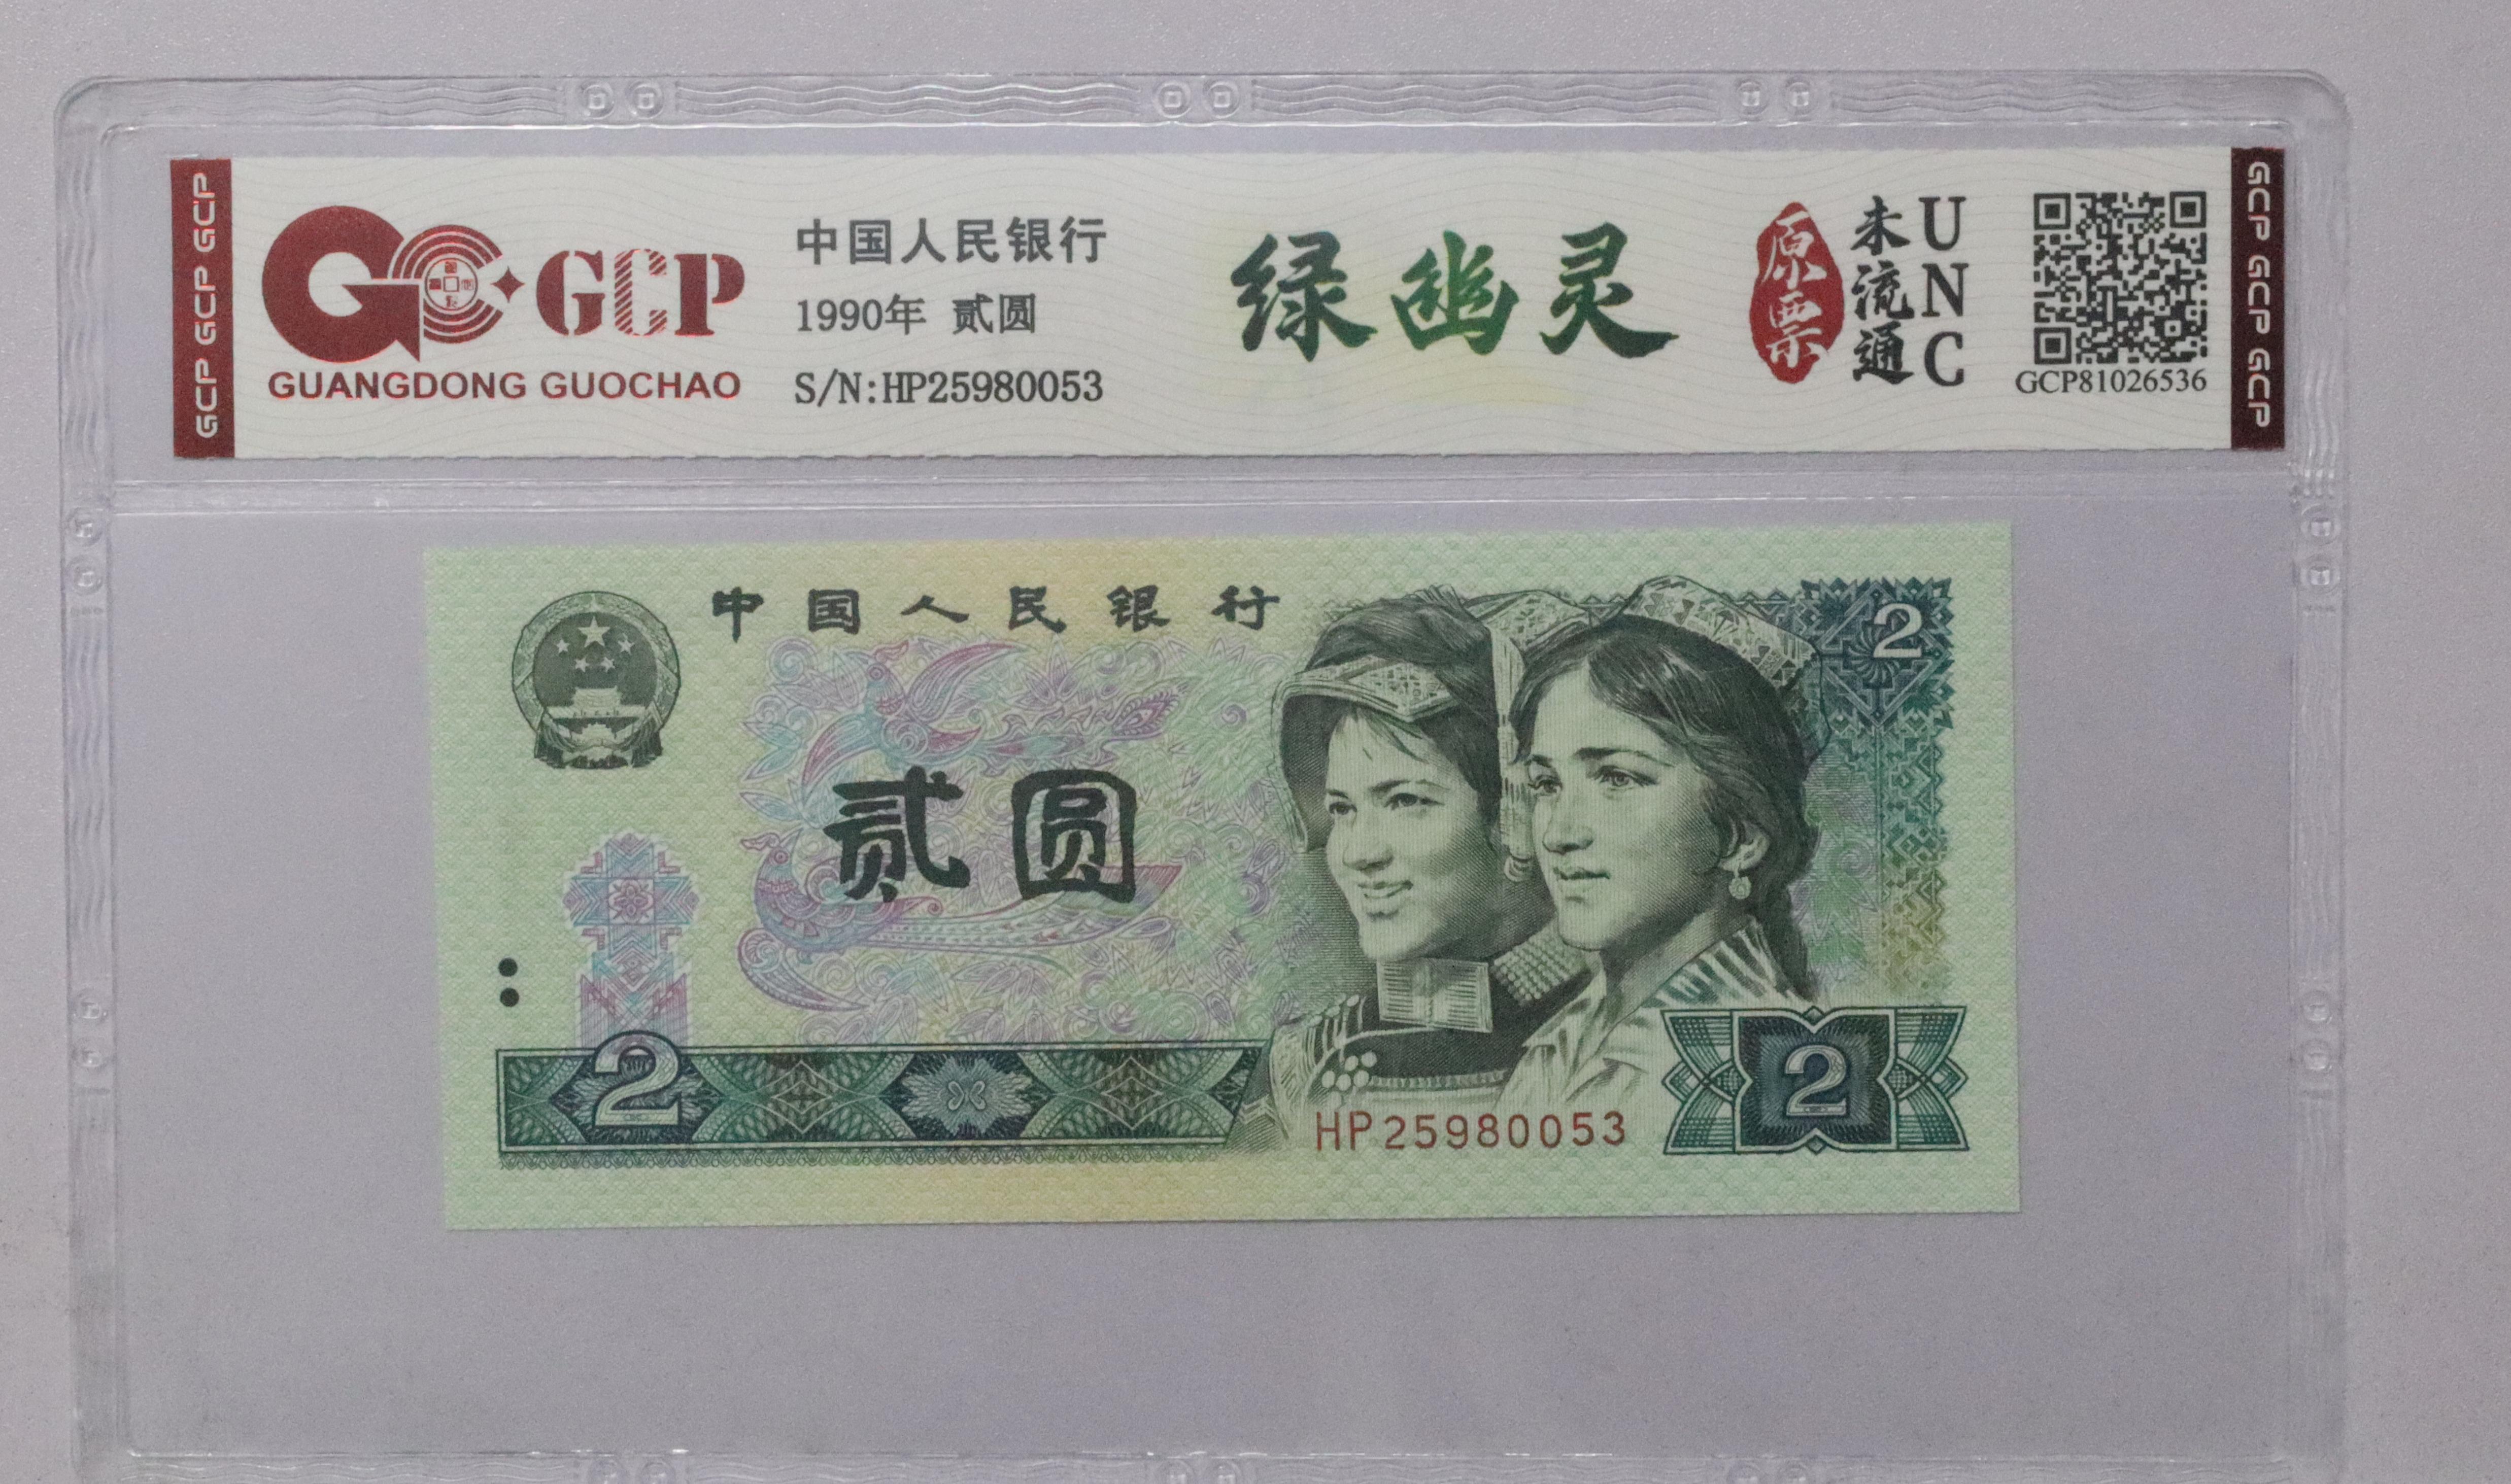 GCP GCP GCP
GCP
GUANGDONG GUOCHAO
中国人民银行
1990年 贰圆
S/N:HP25980053
绿幽灵
原票
未流通
UNC
GCP81026536
GCP GCP GCP
中国人民银行
2
贰圆
2
HP25980053
2